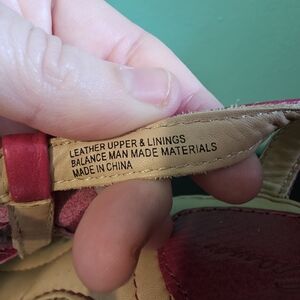 LEATHER UPPER & LININGS
BALANCE MAN MADE MATERIALS
MADE IN CHINA